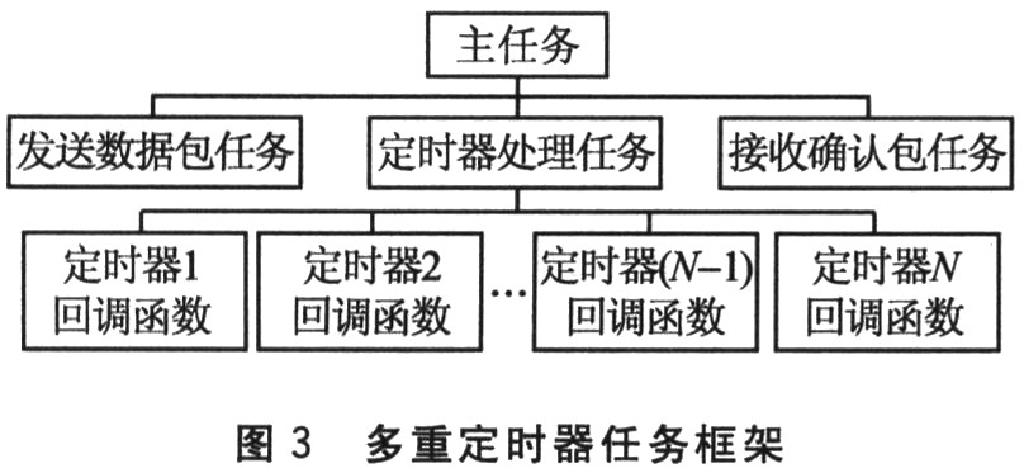 主任务
发送数据包任务 定时器处理任务 接收确认包任务
定时器1 定时器2 定时器(N-1) 定时器N
回调函数 回调函数 … 回调函数 回调函数
图 3 多重定时器任务框架